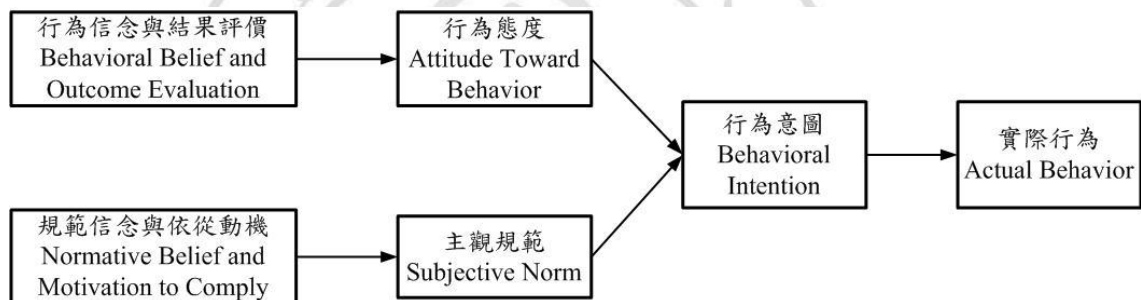 行為信念與結果評價
Behavioral Belief and
Outcome Evaluation
行為態度
Attitude Toward
Behavior
規範信念與依從動機
Normative Belief and
Motivation to Comply
主觀規範
Subjective Norm
行為意圖
Behavioral
Intention
實際行為
Actual Behavior